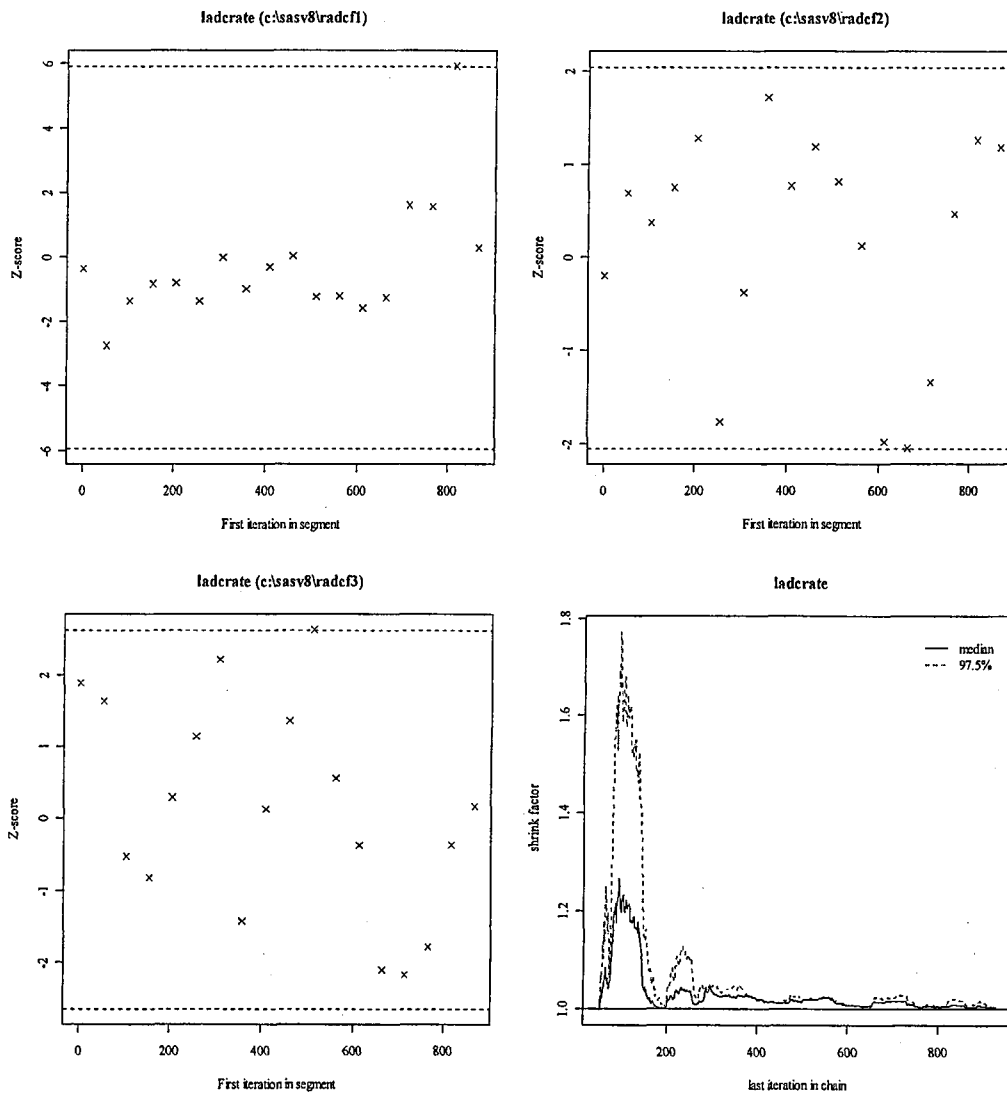 ladcrate (c:\sasv8\radcf1)
6
4
2
0
-2
-4
-6
Z-score
0 200 400 600 800
First iteration in segment
ladcrate (c:\sasv8\radcf2)
2
1
0
-1
-2
Z-score
0 200 400 600 800
First iteration in segment
ladcrate (c:\sasv8\radcf3)
2
1
0
-1
-2
Z-score
0 200 400 600 800
First iteration in segment
ladcrate
1.8
1.6
1.4
1.2
1.0
shrink factor
median
97.5%
200 400 600 800
last iteration in chain